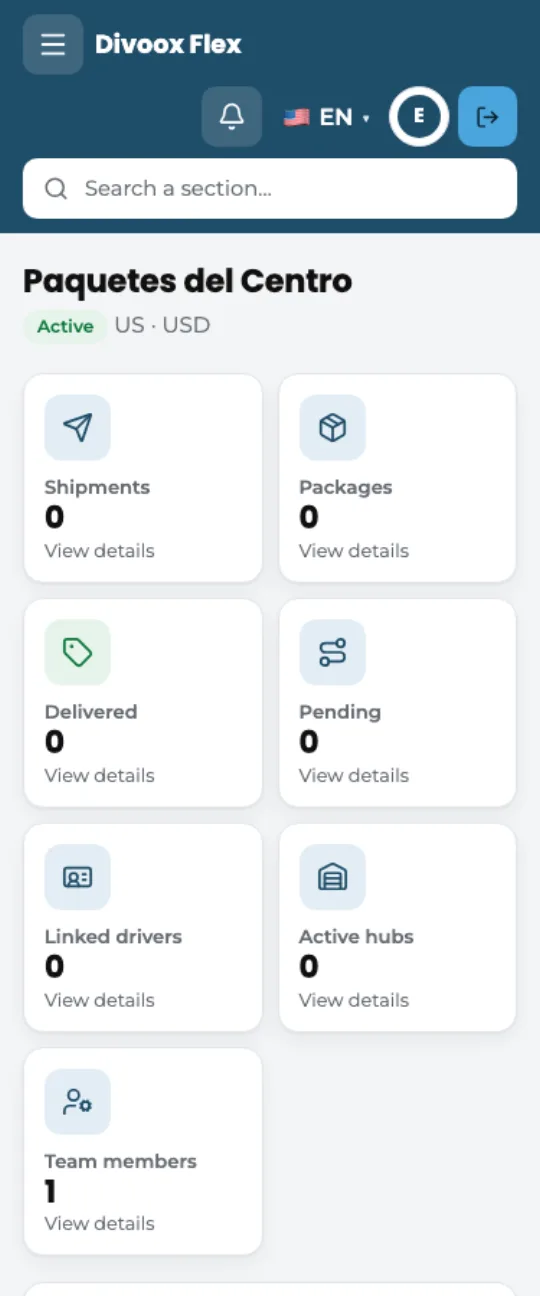 Divoox Flex
EN
E
Search a section...
Paquetes del Centro
Active US · USD
Shipments
0
View details
Packages
0
View details
Delivered
0
View details
Pending
0
View details
Linked drivers
0
View details
Active hubs
0
View details
Team members
1
View details